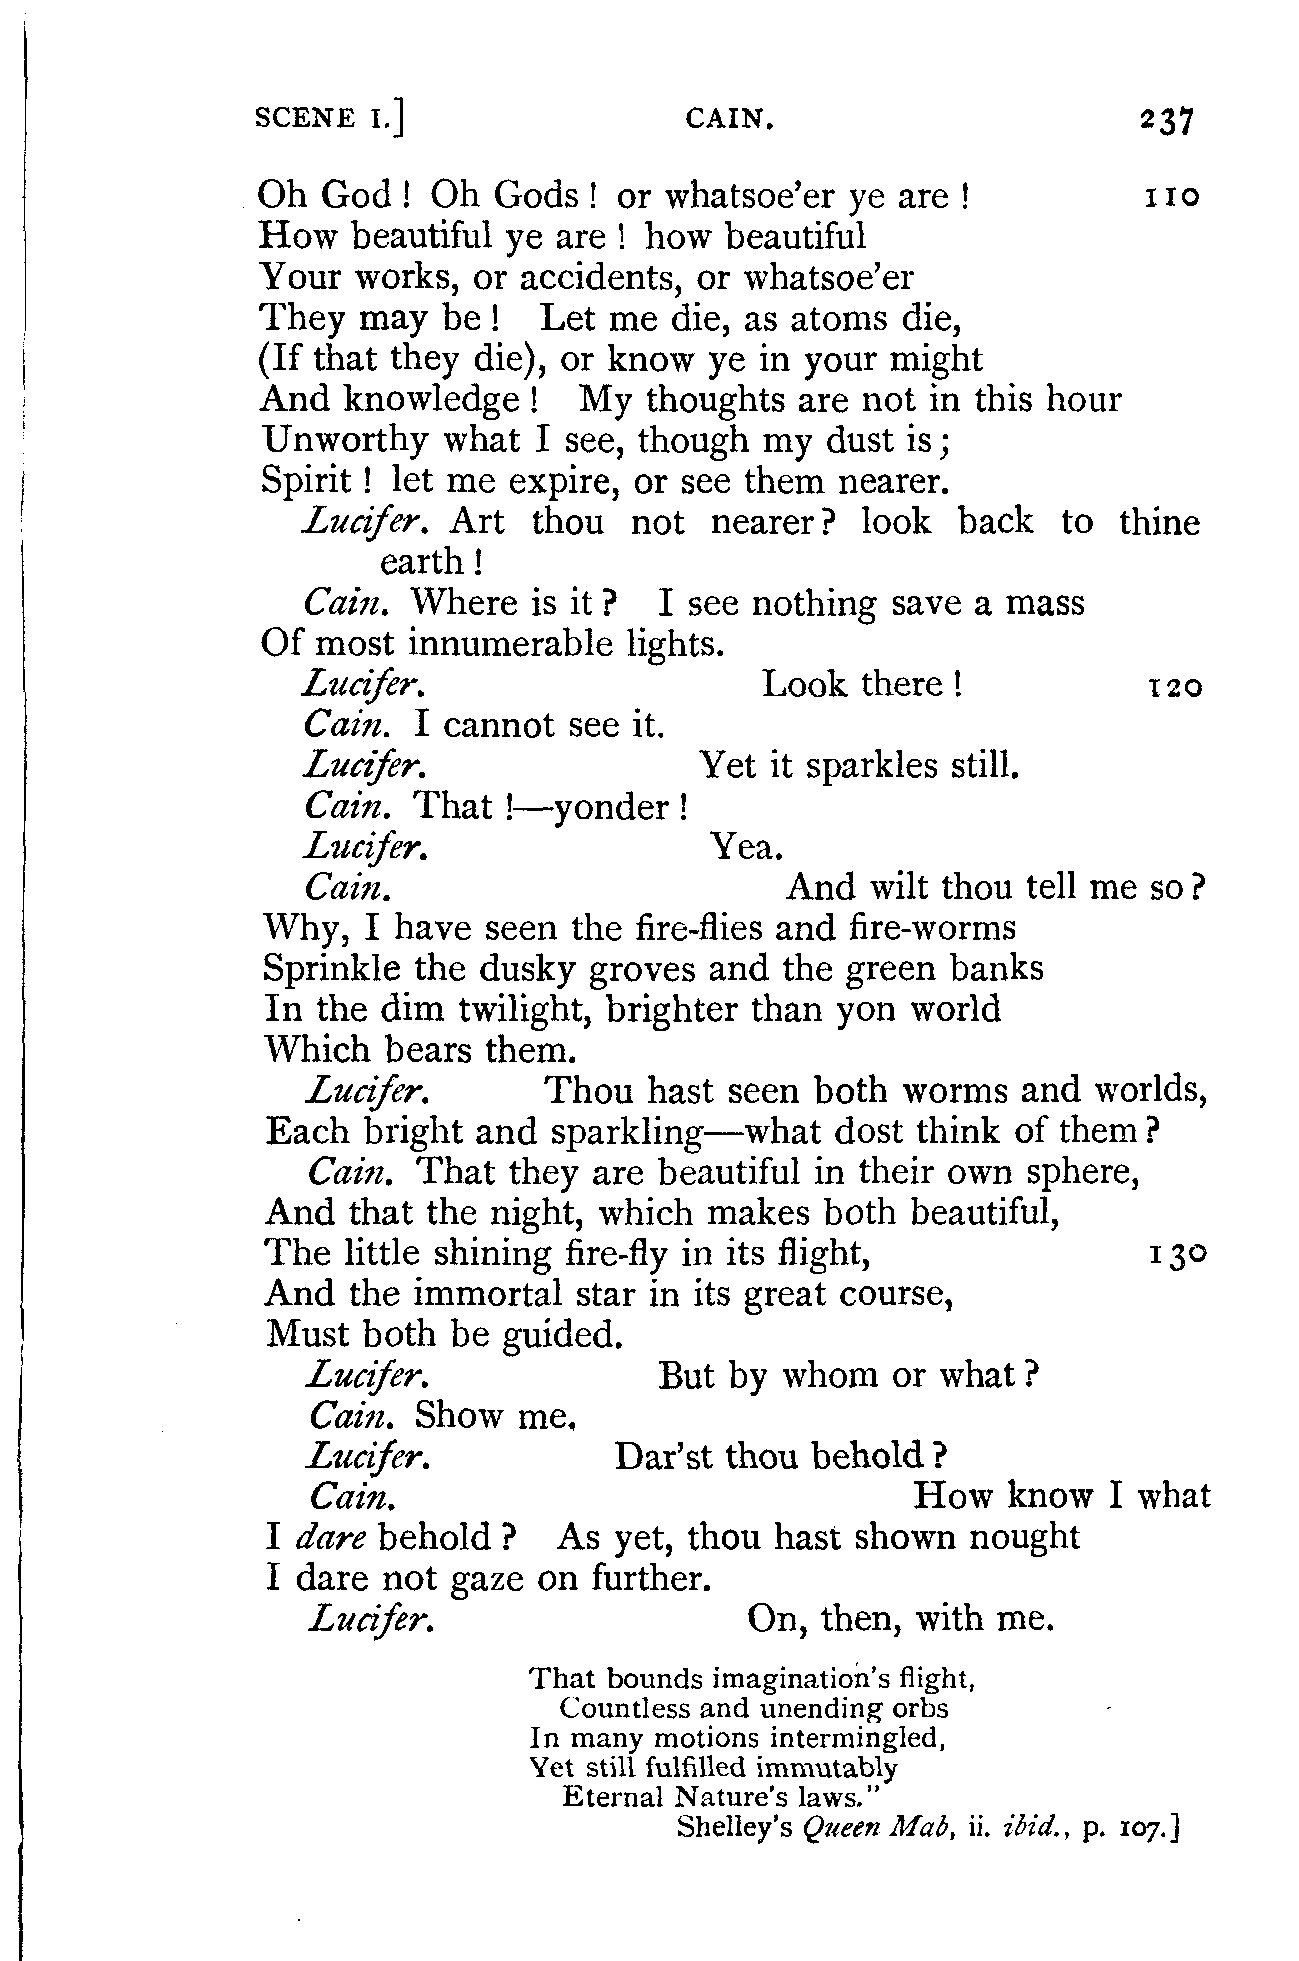 SCENE I.] CAIN. 237
Oh God! Oh Gods! or whatsoe'er ye are! 110
How beautiful ye are! how beautiful
Your works, or accidents, or whatsoe'er
They may be! Let me die, as atoms die,
(If that they die), or know ye in your might
And knowledge! My thoughts are not in this hour
Unworthy what I see, though my dust is;
Spirit! let me expire, or see them nearer.
Lucifer. Art thou not nearer? look back to thine
earth!
Cain. Where is it? I see nothing save a mass
Of most innumerable lights.
Lucifer. Look there! 120
Cain. I cannot see it.
Lucifer. Yet it sparkles still.
Cain. That!—yonder!
Lucifer. Yea.
Cain. And wilt thou tell me so?
Why, I have seen the fire-flies and fire-worms
Sprinkle the dusky groves and the green banks
In the dim twilight, brighter than yon world
Which bears them.
Lucifer. Thou hast seen both worms and worlds,
Each bright and sparkling—what dost think of them?
Cain. That they are beautiful in their own sphere,
And that the night, which makes both beautiful,
The little shining fire-fly in its flight, 130
And the immortal star in its great course,
Must both be guided.
Lucifer. But by whom or what?
Cain. Show me.
Lucifer. Dar'st thou behold?
Cain. How know I what
I dare behold? As yet, thou hast shown nought
I dare not gaze on further.
Lucifer. On, then, with me.
That bounds imagination's flight,
Countless and unending orbs
In many motions intermingled,
Yet still fulfilled immutably
Eternal Nature's laws."
Shelley's Queen Mab, ii. ibid., p. 107.]